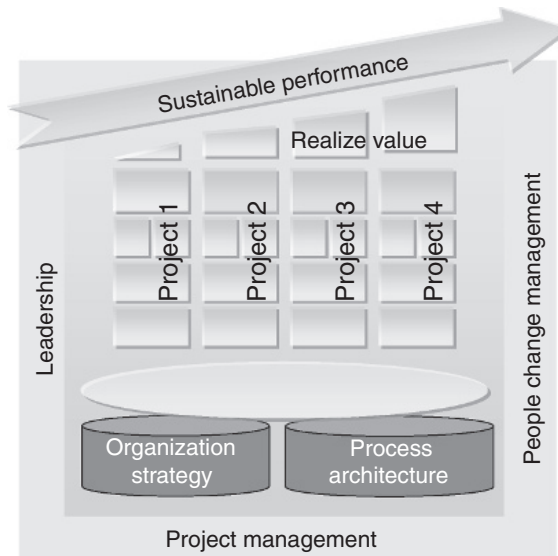 Sustainable performance
Realize value
Project 1
Project 2
Project 3
Project 4
Leadership
People change management
Organization
strategy
Process
architecture
Project management